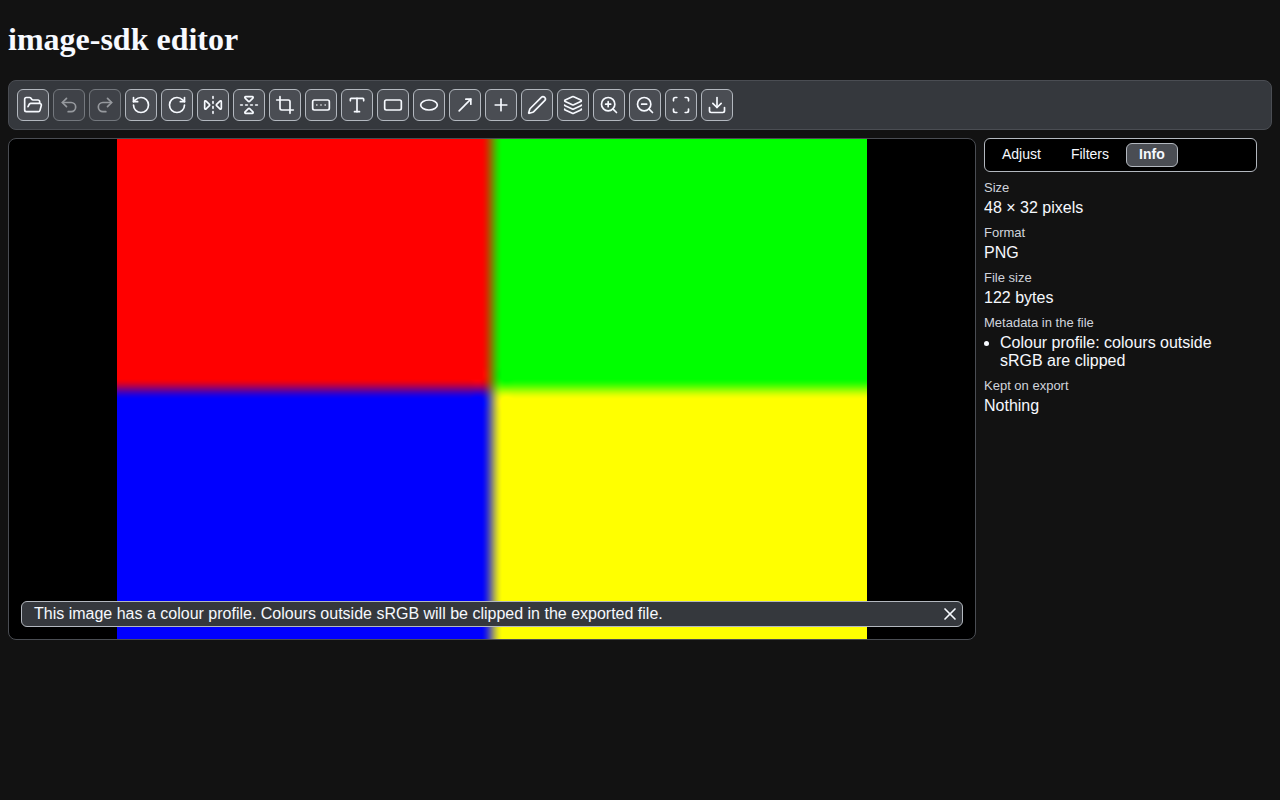 image-sdk editor
Adjust Filters Info
Size
48 × 32 pixels
Format
PNG
File size
122 bytes
Metadata in the file
• Colour profile: colours outside
sRGB are clipped
Kept on export
Nothing
This image has a colour profile. Colours outside sRGB will be clipped in the exported file.